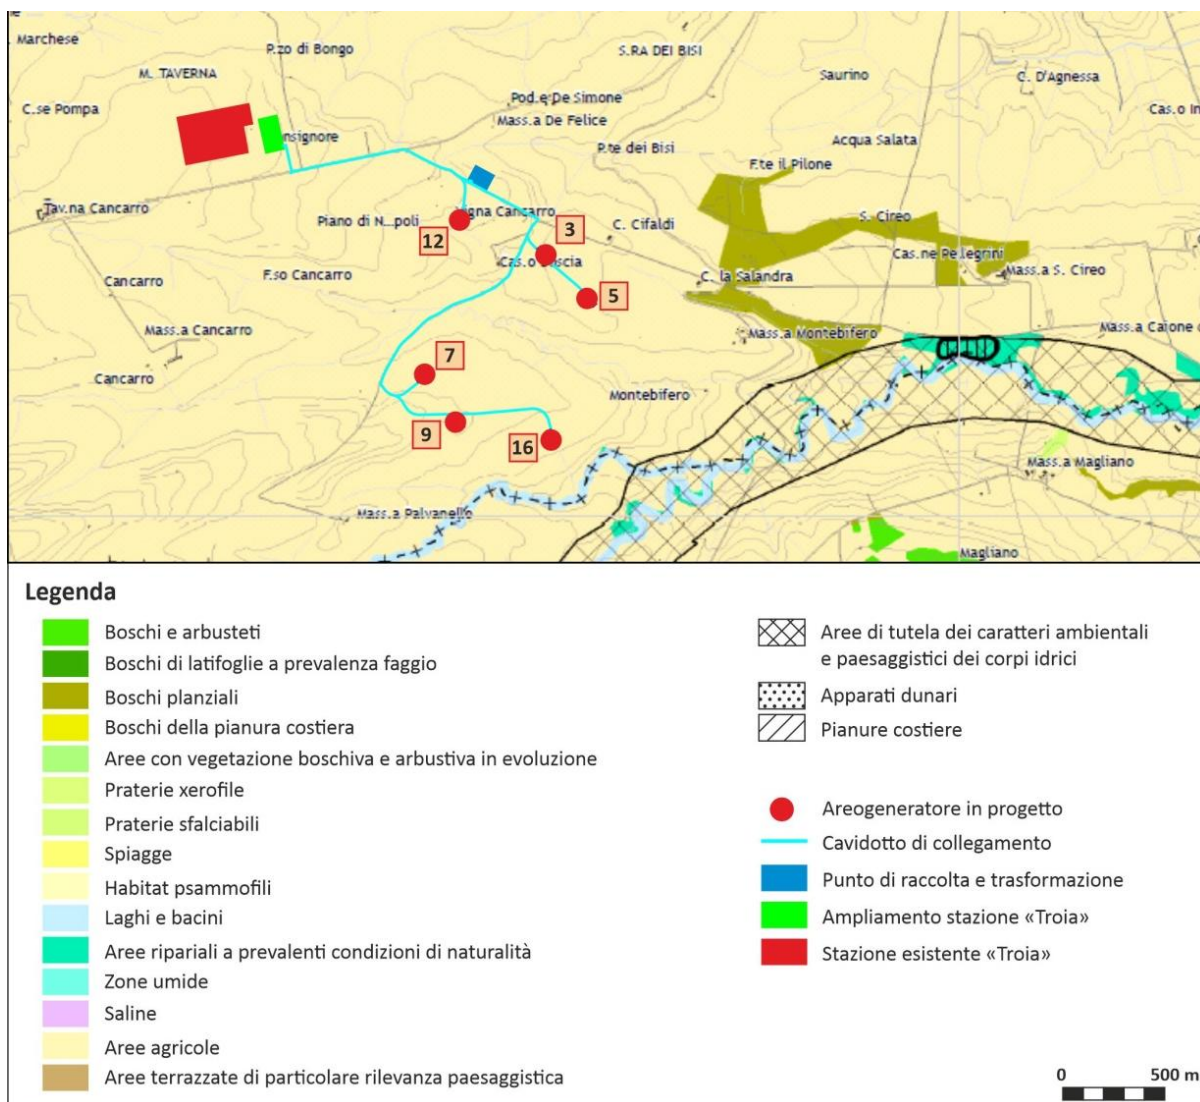 Marchese
P.zo di Bongo
S.RA DEI BISI
M. TAVERNA
Saurino
C. D'Agnessa
C.se Pompa
Pod.e De Simone
Mass.a De Felice
Cas.o In
nsignore
P.te dei Bisi
Acqua Salata
F.te il Pilone
Tav.na Cancarro
Piano di N..poli
igna Cancarro
3
C. Cifaldi
S. Cireo
12
Cas.ne Pellegrini
F.so Cancarro
Cas.o
scia
C. la Salandra
Mass.a S. Cireo
Cancarro
5
Mass.a Cancarro
Mass.a Montebifero
Mass.a Caione
7
Cancarro
Montebifero
9
16
Mass.a Magliano
Mass.a Palvanello
Magliano
Legenda
Boschi e arbusteti
Boschi di latifoglie a prevalenza faggio
Boschi planziali
Boschi della pianura costiera
Aree con vegetazione boschiva e arbustiva in evoluzione
Praterie xerofile
Praterie sfalciabili
Spiagge
Habitat psammofili
Laghi e bacini
Aree ripariali a prevalenti condizioni di naturalità
Zone umide
Saline
Aree agricole
Aree terrazzate di particolare rilevanza paesaggistica
Aree di tutela dei caratteri ambientali
e paesaggistici dei corpi idrici
Apparati dunari
Pianure costiere
Areogeneratore in progetto
Cavidotto di collegamento
Punto di raccolta e trasformazione
Ampliamento stazione «Troia»
Stazione esistente «Troia»
0 500 m